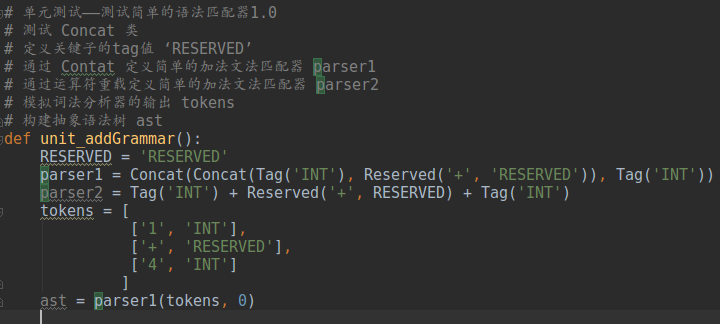 # 单元测试——测试简单的语法匹配器1.0
# 测试 Concat 类
# 定义关键子的tag值 ‘RESERVED’
# 通过 Contat 定义简单的加法文法匹配器 parser1
# 通过运算符重载定义简单的加法文法匹配器 parser2
# 模拟词法分析器的输出 tokens
# 构建抽象语法树 ast
def unit_addGrammar():
    RESERVED = 'RESERVED'
    parser1 = Concat(Concat(Tag('INT'), Reserved('+', 'RESERVED')), Tag('INT'))
    parser2 = Tag('INT') + Reserved('+', RESERVED) + Tag('INT')
    tokens = [
              ['1', 'INT'],
              ['+', 'RESERVED'],
              ['4', 'INT']
             ]
    ast = parser1(tokens, 0)